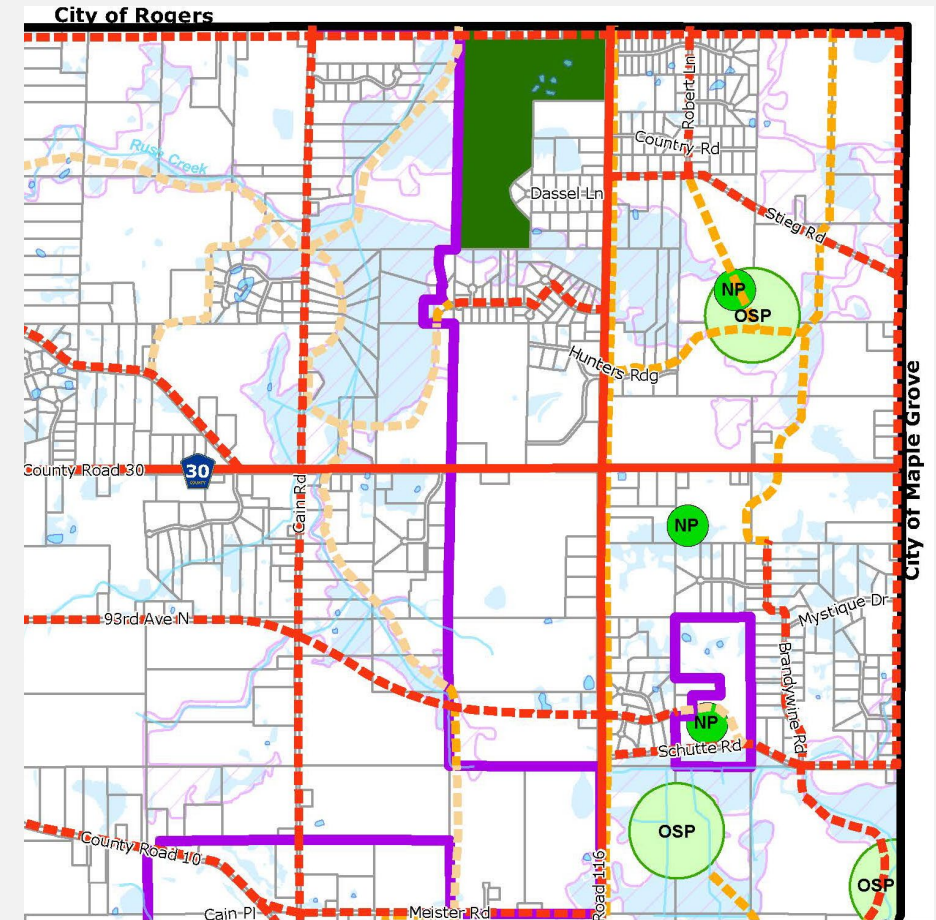 City of Rogers
Robert Ln
Country Rd
Rush Creek
Dassel Ln
Stieg Rd
NP
OSP
Hunters Rdg
City of Maple Grove
County Road 30
30
COUNTY
Cain Rd
NP
93rd Ave N
Mystique Dr
Brandywine Rd
NP
Schutte Rd
OSP
County Road 10
Road 116
OSP
Cain Pl
Meister Rd